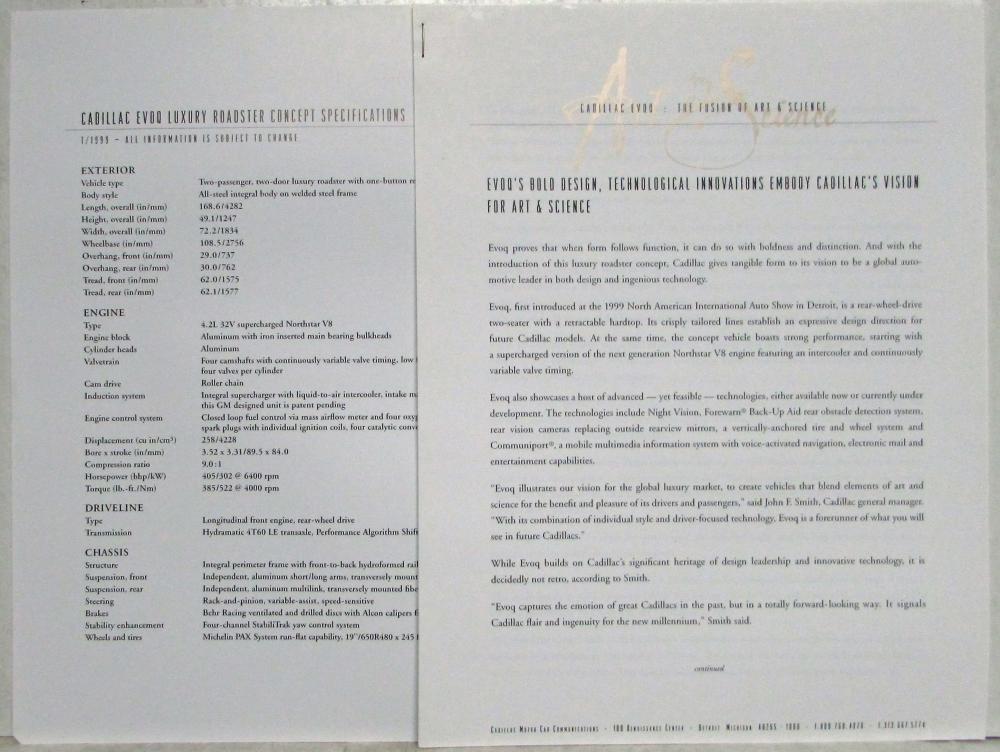 CADILLAC EVOQ LUXURY ROADSTER CONCEPT SPECIFICATIONS
1/1999 – ALL INFORMATION IS SUBJECT TO CHANGE
EXTERIOR
Vehicle type Two-passenger, two-door luxury roadster with one-button re
Body style All-steel integral body on welded steel frame
Length, overall (in/mm) 168.6/4282
Height, overall (in/mm) 49.1/1247
Width, overall (in/mm) 72.2/1834
Wheelbase (in/mm) 108.5/2756
Overhang, front (in/mm) 29.0/737
Overhang, rear (in/mm) 30.0/762
Tread, front (in/mm) 62.0/1575
Tread, rear (in/mm) 62.1/1577
ENGINE
Type 4.2L 32V supercharged Northstar V8
Engine block Aluminum with iron inserted main bearing bulkheads
Cylinder heads Aluminum
Valvetrain Four camshafts with continuously variable valve timing, low
four valves per cylinder
Cam drive Roller chain
Induction system Integral supercharger with liquid-to-air intercooler, intake m
this GM designed unit is patent pending
Engine control system Closed loop fuel control via mass airflow meter and four oxy
spark plugs with individual ignition coils, four catalytic conv
Displacement (cu in/cm³) 258/4228
Bore x stroke (in/mm) 3.52 x 3.31/89.5 x 84.0
Compression ratio 9.0:1
Horsepower (bhp/kW) 405/302 @ 6400 rpm
Torque (lb.-ft./Nm) 385/522 @ 4000 rpm
DRIVELINE
Type Longitudinal front engine, rear-wheel drive
Transmission Hydramatic 4T60 LE transaxle, Performance Algorithm Shift
CHASSIS
Structure Integral perimeter frame with front-to-back hydroformed rail
Suspension, front Independent, aluminum short/long arms, transversely mount
Suspension, rear Independent, aluminum multilink, transversely mounted fibe
Steering Rack-and-pinion, variable-assist, speed-sensitive
Brakes Behr Racing ventilated and drilled discs with Alcon calipers f
Stability enhancement Four-channel StabiliTrak yaw control system
Wheels and tires Michelin PAX System run-flat capability, 19"/650R480 x 245
Art & Science
CADILLAC EVOQ : THE FUSION OF ART & SCIENCE
EVOQ'S BOLD DESIGN, TECHNOLOGICAL INNOVATIONS EMBODY CADILLAC'S VISION
FOR ART & SCIENCE
Evoq proves that when form follows function, it can do so with boldness and distinction. And with the
introduction of this luxury roadster concept, Cadillac gives tangible form to its vision to be a global auto-
motive leader in both design and ingenious technology.
Evoq, first introduced at the 1999 North American International Auto Show in Detroit, is a rear-wheel-drive
two-seater with a retractable hardtop. Its crisply tailored lines establish an expressive design direction for
future Cadillac models. At the same time, the concept vehicle boasts strong performance, starting with
a supercharged version of the next generation Northstar V8 engine featuring an intercooler and continuously
variable valve timing.
Evoq also showcases a host of advanced — yet feasible — technologies, either available now or currently under
development. The technologies include Night Vision, Forewarn® Back-Up Aid rear obstacle detection system,
rear vision cameras replacing outside rearview mirrors, a vertically-anchored tire and wheel system and
Communiport®, a mobile multimedia information system with voice-activated navigation, electronic mail and
entertainment capabilities.
"Evoq illustrates our vision for the global luxury market, to create vehicles that blend elements of art and
science for the benefit and pleasure of its drivers and passengers," said John F. Smith, Cadillac general manager.
"With its combination of individual style and driver-focused technology, Evoq is a forerunner of what you will
see in future Cadillacs."
While Evoq builds on Cadillac's significant heritage of design leadership and innovative technology, it is
decidedly not retro, according to Smith.
"Evoq captures the emotion of great Cadillacs in the past, but in a totally forward-looking way. It signals
Cadillac flair and ingenuity for the new millennium," Smith said.
continued
CADILLAC MOTOR CAR COMMUNICATIONS · 100 RENAISSANCE CENTER · DETROIT MICHIGAN 48265 · 1000